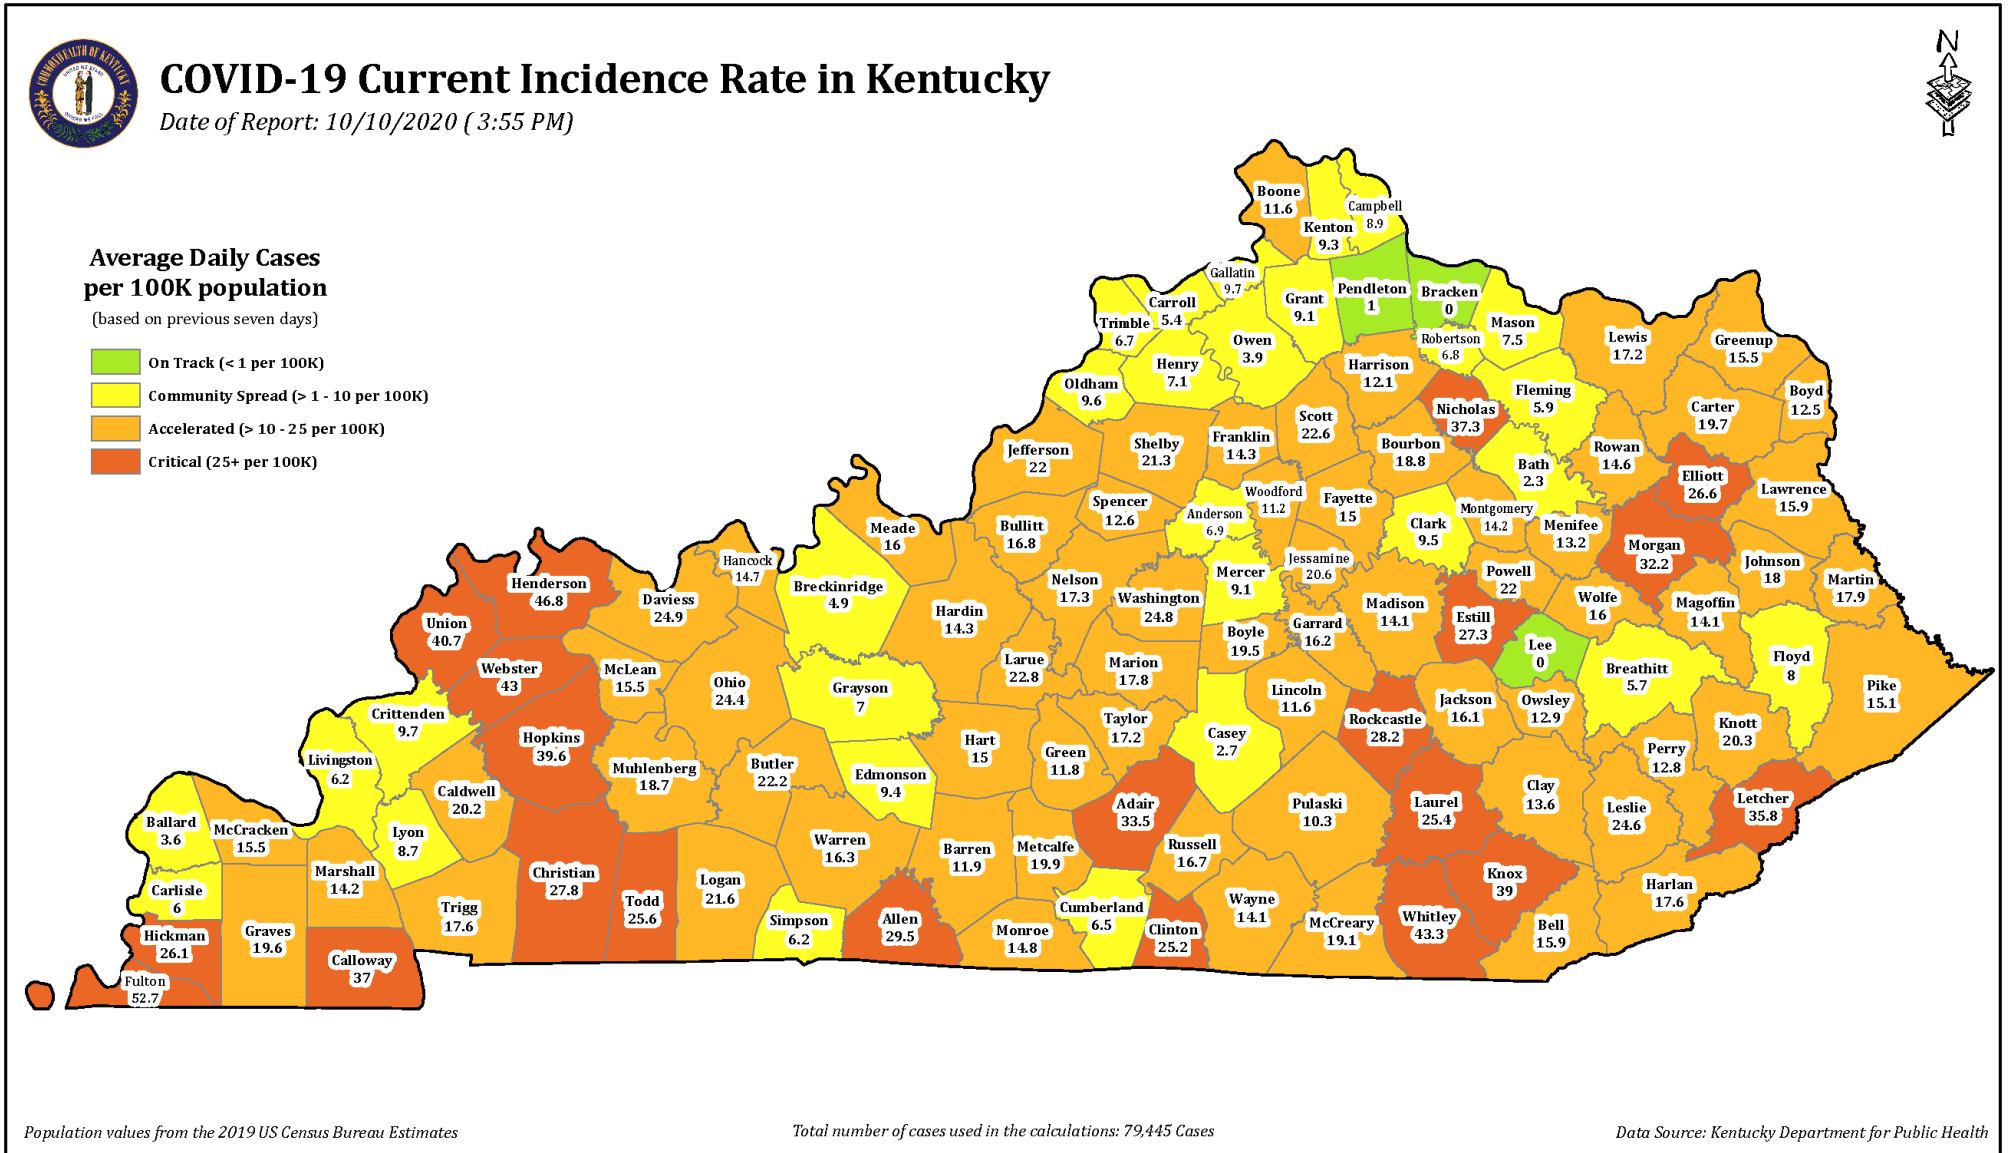 COVID-19 Current Incidence Rate in Kentucky
Date of Report: 10/10/2020 ( 3:55 PM)
COMMONWEALTH OF KENTUCKY
UNITED WE STAND
DIVIDED WE FALL
N
Average Daily Cases
per 100K population
(based on previous seven days)
On Track (< 1 per 100K)
Community Spread (> 1 - 10 per 100K)
Accelerated (> 10 - 25 per 100K)
Critical (25+ per 100K)
Boone
11.6
Kenton
9.3
Campbell
8.9
Gallatin
9.7
Carroll
5.4
Trimble
6.7
Grant
9.1
Pendleton
1
Bracken
0
Mason
7.5
Robertson
6.8
Owen
3.9
Henry
7.1
Oldham
9.6
Harrison
12.1
Lewis
17.2
Greenup
15.5
Boyd
12.5
Carter
19.7
Fleming
5.9
Nicholas
37.3
Scott
22.6
Bourbon
18.8
Franklin
14.3
Shelby
21.3
Jefferson
22
Rowan
14.6
Bath
2.3
Elliott
26.6
Lawrence
15.9
Spencer
12.6
Woodford
11.2
Fayette
15
Anderson
6.9
Clark
9.5
Montgomery
14.2
Menifee
13.2
Morgan
32.2
Johnson
18
Martin
17.9
Meade
16
Bullitt
16.8
Hancock
14.7
Breckinridge
4.9
Henderson
46.8
Daviess
24.9
Union
40.7
Webster
43
McLean
15.5
Ohio
24.4
Grayson
7
Hardin
14.3
Nelson
17.3
Washington
24.8
Mercer
9.1
Jessamine
20.6
Madison
14.1
Garrard
16.2
Boyle
19.5
Powell
22
Estill
27.3
Wolfe
16
Magoffin
14.1
Lee
0
Breathitt
5.7
Floyd
8
Pike
15.1
Larue
22.8
Marion
17.8
Lincoln
11.6
Rockcastle
28.2
Jackson
16.1
Owsley
12.9
Knott
20.3
Perry
12.8
Crittenden
9.7
Livingston
6.2
Hopkins
39.6
Caldwell
20.2
Lyon
8.7
Muhlenberg
18.7
Butler
22.2
Edmonson
9.4
Hart
15
Green
11.8
Taylor
17.2
Casey
2.7
Adair
33.5
Pulaski
10.3
Laurel
25.4
Clay
13.6
Leslie
24.6
Letcher
35.8
Ballard
3.6
McCracken
15.5
Carlisle
6
Marshall
14.2
Graves
19.6
Hickman
26.1
Fulton
52.7
Calloway
37
Trigg
17.6
Christian
27.8
Todd
25.6
Logan
21.6
Warren
16.3
Simpson
6.2
Allen
29.5
Barren
11.9
Metcalfe
19.9
Monroe
14.8
Cumberland
6.5
Russell
16.7
Clinton
25.2
Wayne
14.1
McCreary
19.1
Whitley
43.3
Knox
39
Bell
15.9
Harlan
17.6
Population values from the 2019 US Census Bureau Estimates
Total number of cases used in the calculations: 79,445 Cases
Data Source: Kentucky Department for Public Health